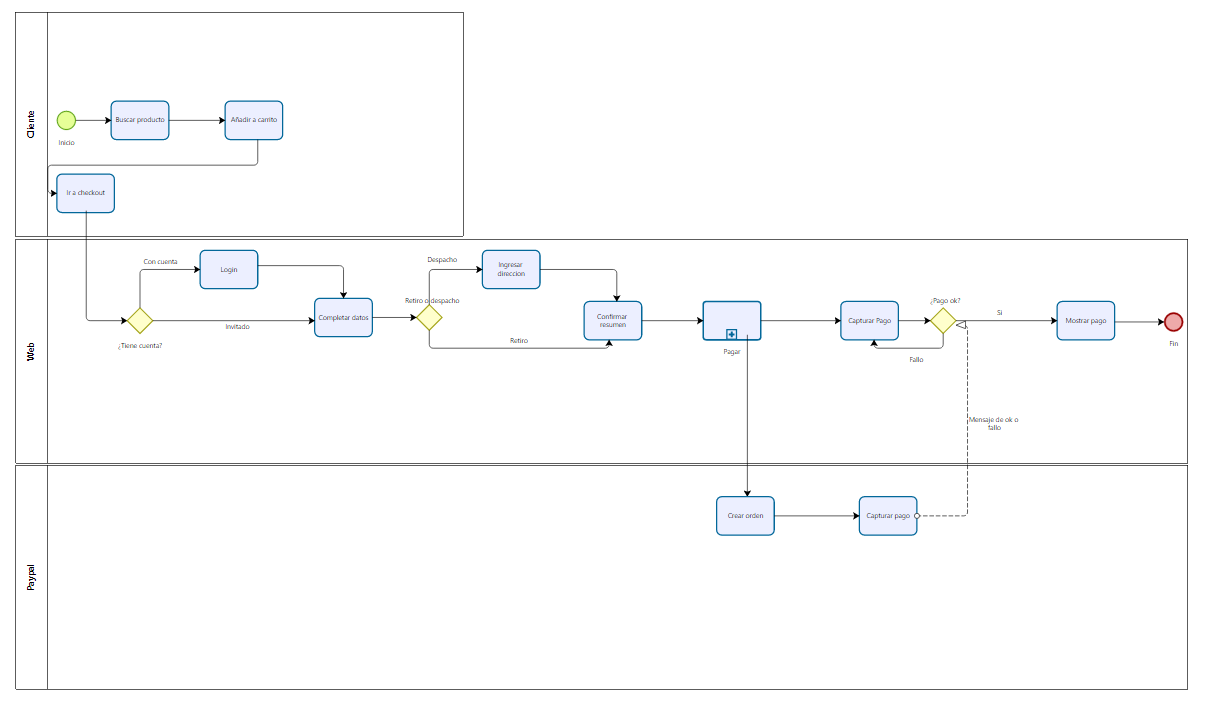 Cliente
Inicio
Buscar producto
Añadir a carrito
Ir a checkout
Web
Con cuenta
Login
¿Tiene cuenta?
Invitado
Completar datos
Despacho
Retiro o despacho
Ingresar
direccion
Retiro
Confirmar
resumen
Pagar
Capturar Pago
¿Pago ok?
Fallo
Si
Mostrar pago
Fin
Mensaje de ok o
fallo
Paypal
Crear orden
Capturar pago